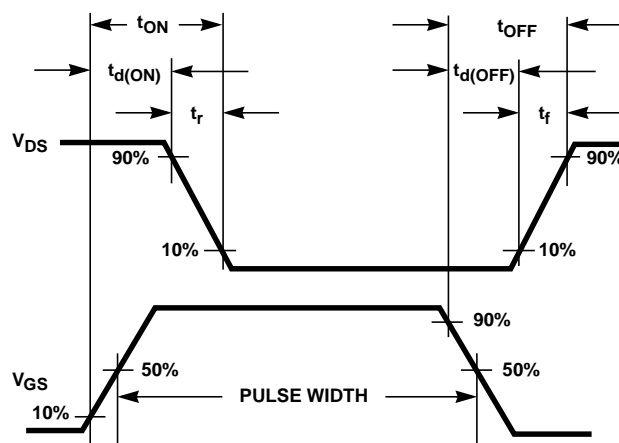 tON
tOFF
td(ON)
td(OFF)
tr
tf
VDS
90%
90%
10%
10%
90%
50%
50%
VGS
PULSE WIDTH
10%